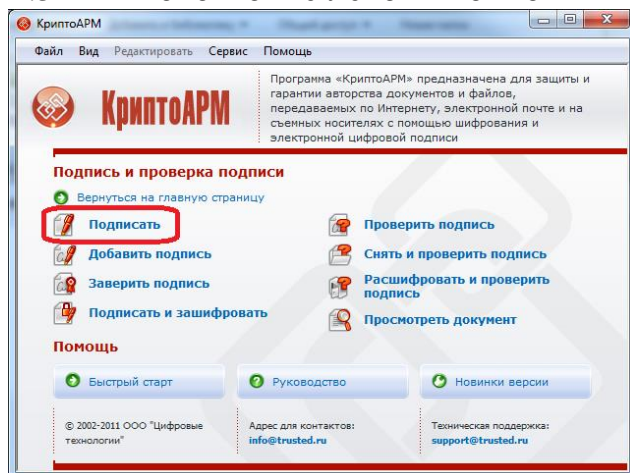 КриптоАРМ
Файл Вид Редактировать Сервис Помощь
КриптоАРМ
Программа «КриптоАРМ» предназначена для защиты и
гарантии авторства документов и файлов,
передаваемых по Интернету, электронной почте и на
съемных носителях с помощью шифрования и
электронной цифровой подписи
Подпись и проверка подписи
Вернуться на главную страницу
Подписать
Добавить подпись
Заверить подпись
Подписать и зашифровать
Проверить подпись
Снять и проверить подпись
Расшифровать и проверить
подпись
Просмотреть документ
Помощь
Быстрый старт
Руководство
Новинки версии
© 2002-2011 ООО "Цифровые
технологии"
Адрес для контактов:
info@trusted.ru
Техническая поддержка:
support@trusted.ru